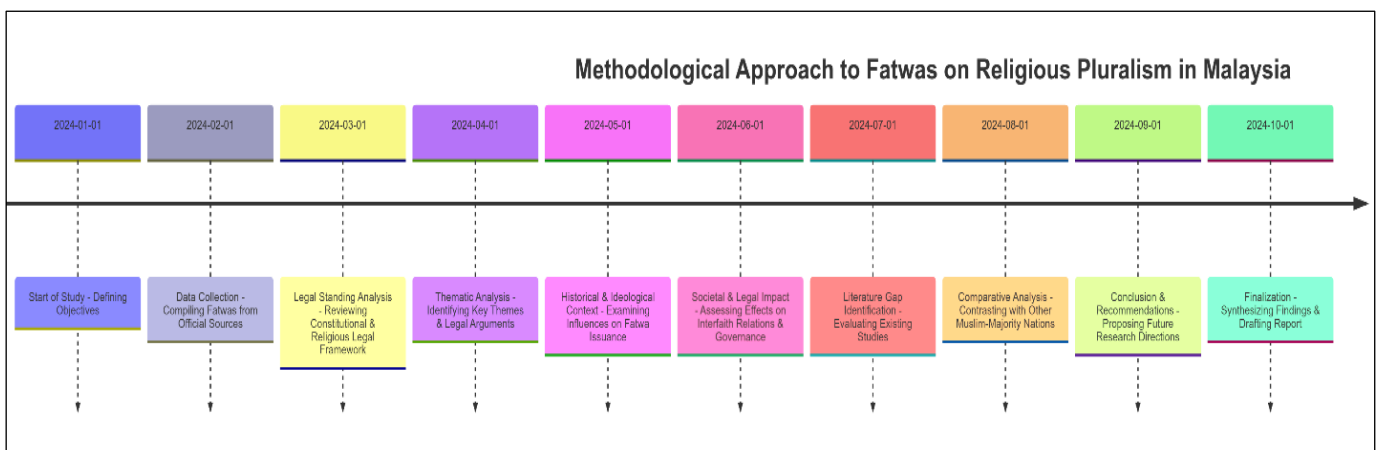 Methodological Approach to Fatwas on Religious Pluralism in Malaysia
2024-01-01
2024-02-01
2024-03-01
2024-04-01
2024-05-01
2024-06-01
2024-07-01
2024-08-01
2024-09-01
2024-10-01
Start of Study - Defining
Objectives
Data Collection -
Compiling Fatwas from
Official Sources
Legal Standing Analysis
- Reviewing
Constitutional &
Religious Legal
Framework
Thematic Analysis -
Identifying Key Themes
& Legal Arguments
Historical & Ideological
Context - Examining
Influences on Fatwa
Issuance
Societal & Legal Impact
- Assessing Effects on
Interfaith Relations &
Governance
Literature Gap
Identification -
Evaluating Existing
Studies
Comparative Analysis -
Contrasting with Other
Muslim-Majority Nations
Conclusion &
Recommendations -
Proposing Future
Research Directions
Finalization -
Synthesizing Findings &
Drafting Report